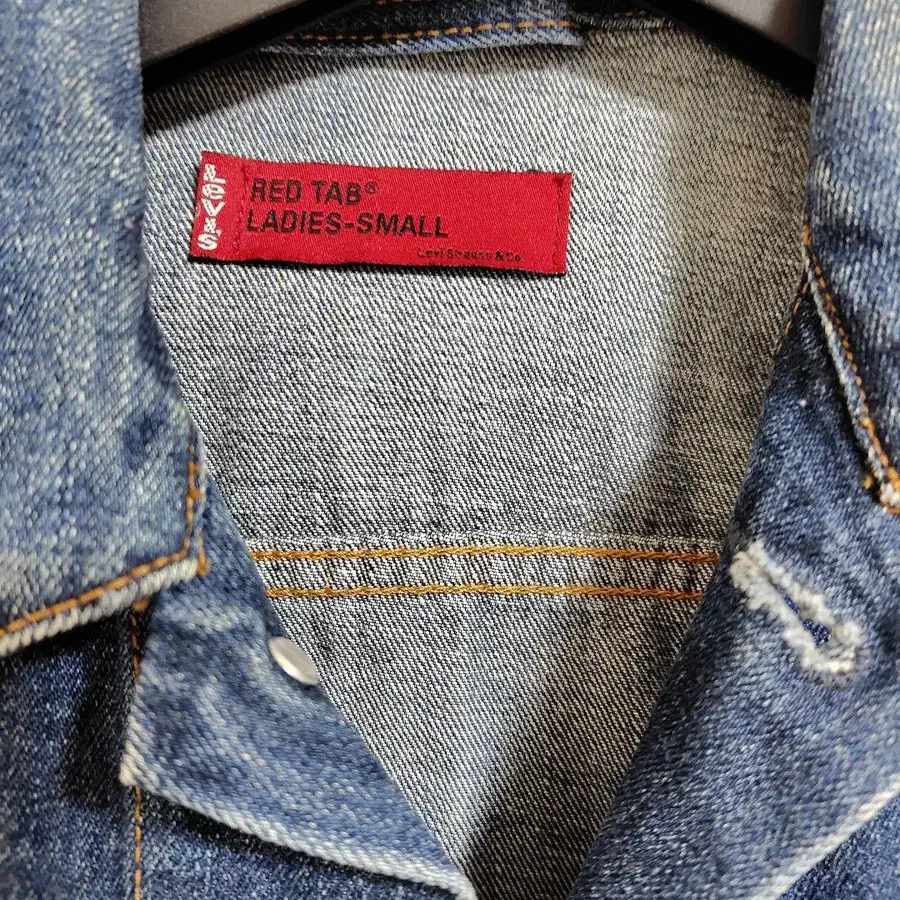 LEVI'S
RED TAB®
LADIES-SMALL
Levi Strauss & Co